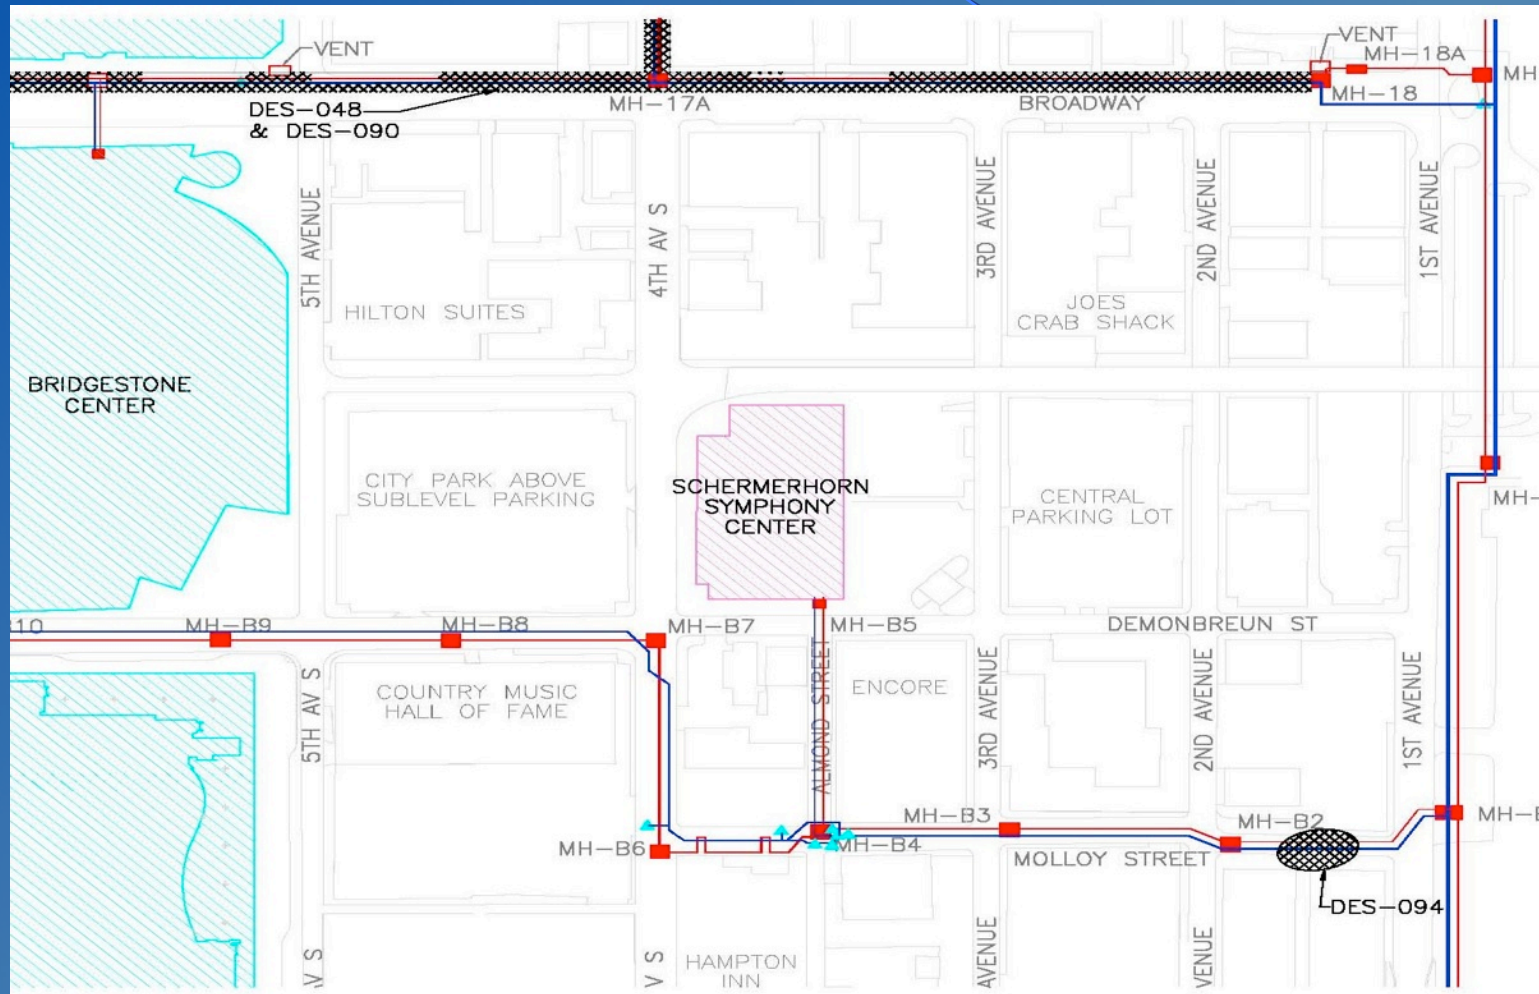 VENT
VENT
MH-18A
MH
DES-048
& DES-090
MH-17A
BROADWAY
MH-18
5TH AVENUE
4TH AV S
3RD AVENUE
2ND AVENUE
1ST AVENUE
HILTON SUITES
JOES
CRAB SHACK
BRIDGESTONE
CENTER
CITY PARK ABOVE
SUBLEVEL PARKING
SCHERMERHORN
SYMPHONY
CENTER
CENTRAL
PARKING LOT
MH-
B10
MH-B9
MH-B8
MH-B7
MH-B5
DEMONBREUN ST
5TH AV S
COUNTRY MUSIC
HALL OF FAME
ALMOND STREET
ENCORE
3RD AVENUE
2ND AVENUE
1ST AVENUE
MH-B6
MH-B4
MH-B3
MOLLOY STREET
MH-B2
MH-B
DES-094
V S
V S
HAMPTON
INN
AVENUE
VENUE